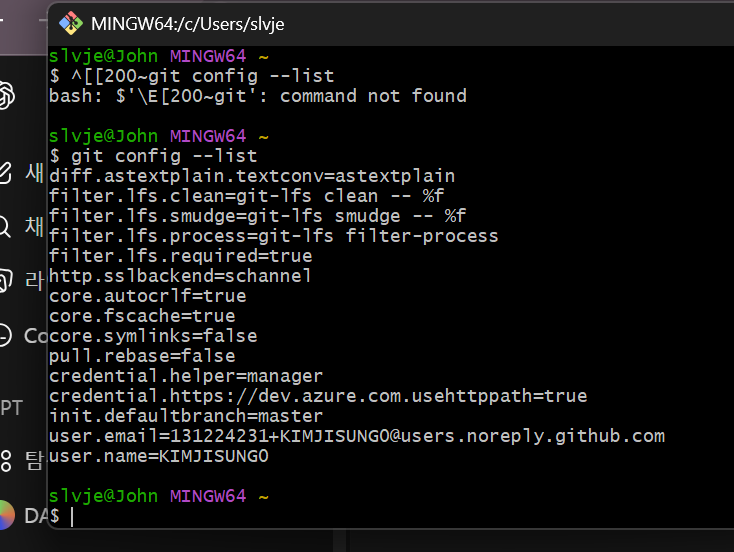 MINGW64:/c/Users/slvje
slvje@John MINGW64 ~
$ ^[[200~git config --list
bash: $'\E[200~git': command not found
slvje@John MINGW64 ~
$ git config --list
diff.astextplain.textconv=astextplain
filter.lfs.clean=git-lfs clean -- %f
filter.lfs.smudge=git-lfs smudge -- %f
filter.lfs.process=git-lfs filter-process
filter.lfs.required=true
http.sslbackend=schannel
core.autocrlf=true
core.fscache=true
core.symlinks=false
pull.rebase=false
credential.helper=manager
credential.https://dev.azure.com.usehttppath=true
init.defaultbranch=master
user.email=131224231+KIMJISUNGO@users.noreply.github.com
user.name=KIMJISUNGO
slvje@John MINGW64 ~
$
새
채
라
Co
PT
탐
DA